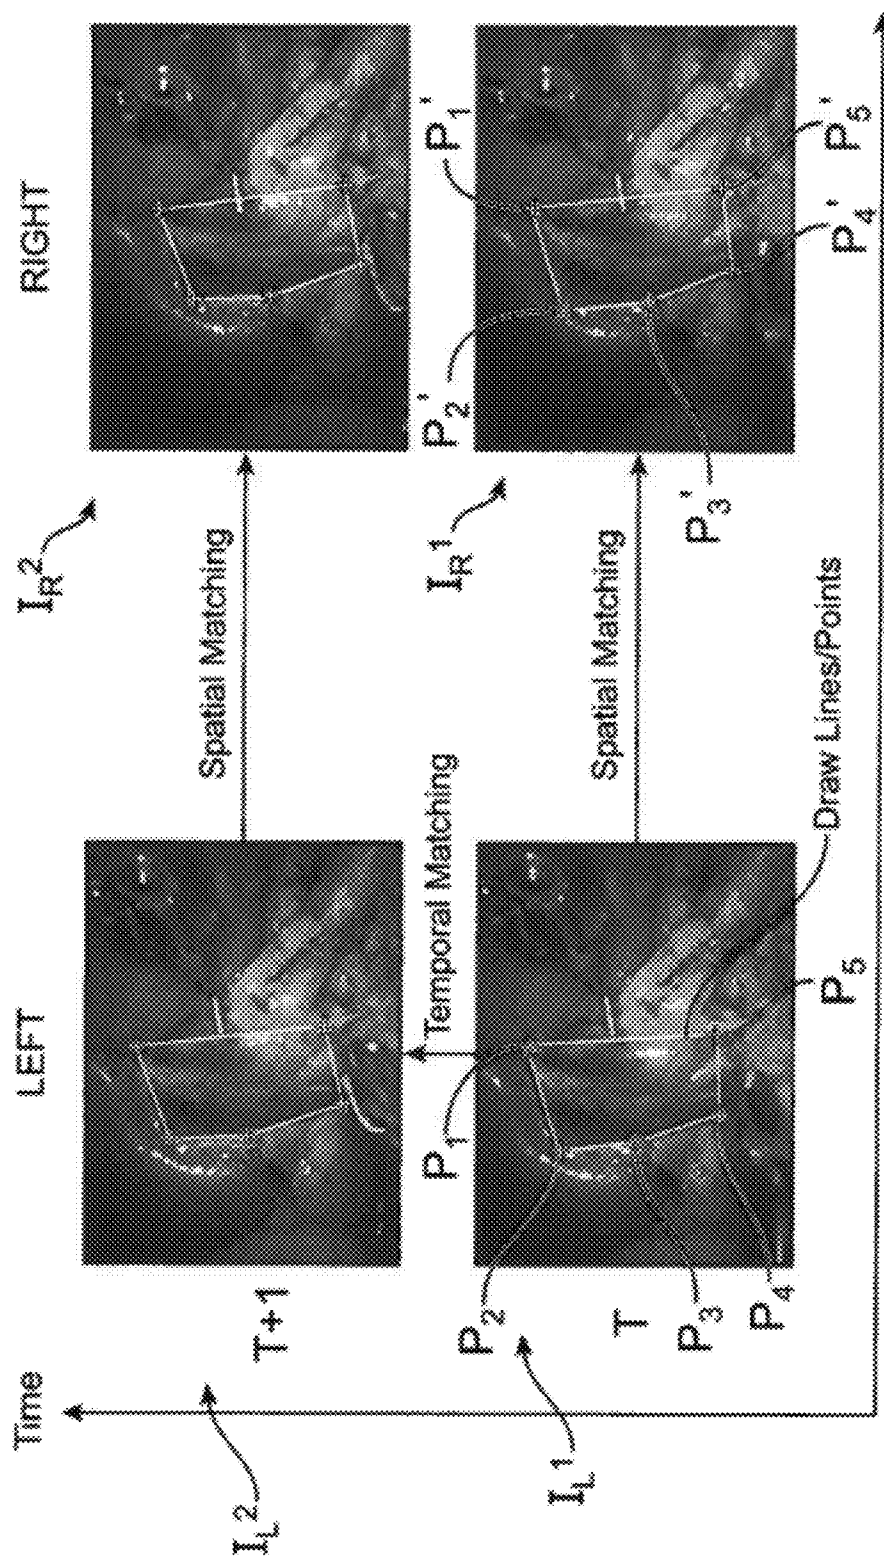 Time
LEFT
RIGHT
I_L^2
T+1
Spatial Matching
I_R^2
P_1
Temporal Matching
P_2'
P_1'
I_L^1
P_2
T
P_3
P_4
Spatial Matching
I_R^1
P_3'
P_4'
P_5'
P_5
Draw Lines/Points